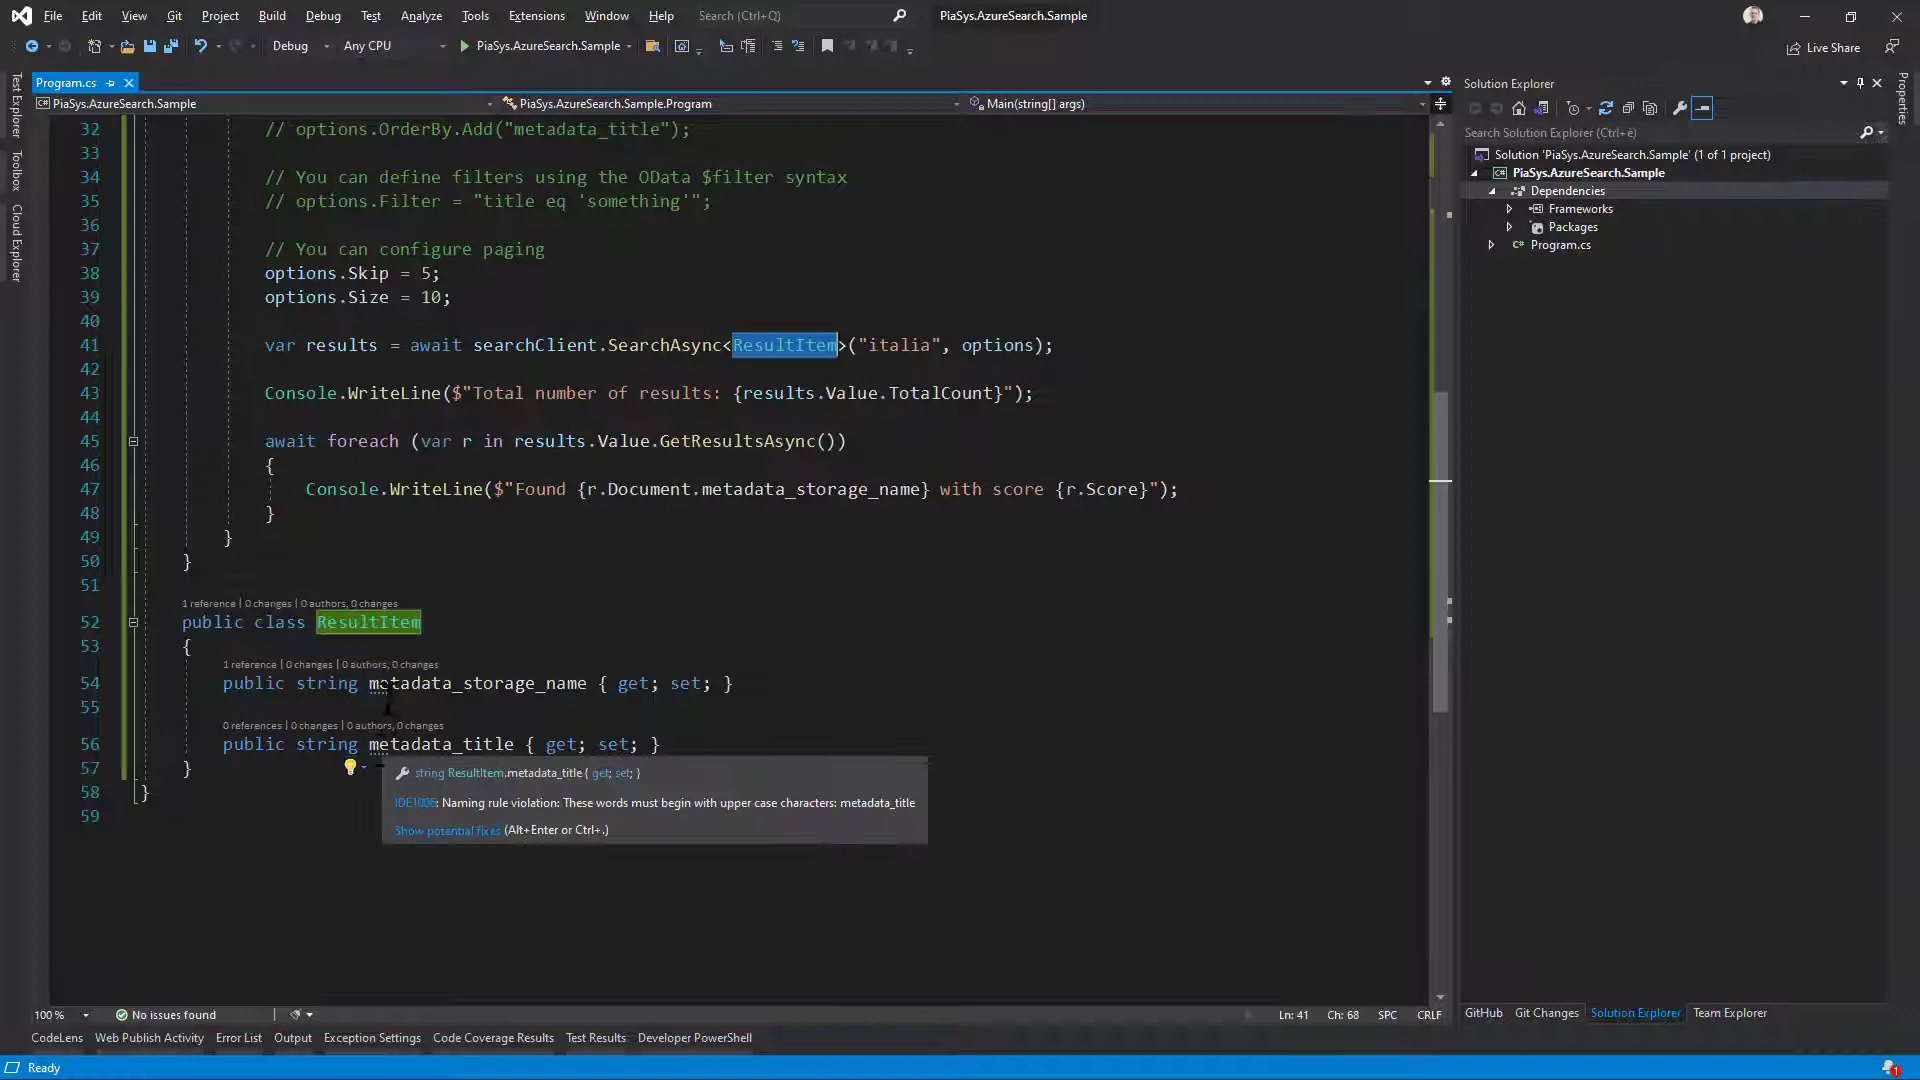 File Edit View Project Build Debug Test Analyze Tools Extensions Window Help Search (Ctrl+Q) PiaSys.AzureSearch.Sample
Debug Any CPU PiaSys.AzureSearch.Sample Live Share
Program.cs
PiaSys.AzureSearch.Sample PiaSys.AzureSearch.Sample.Program Main(string[] args)
Test Explorer
Toolbox
Cloud Explorer
32 // options.OrderBy.Add("metadata_title");
33
34 // You can define filters using the OData $filter syntax
35 // options.Filter = "title eq 'something'";
36
37 // You can configure paging
38 options.Skip = 5;
39 options.Size = 10;
40
41 var results = await searchClient.SearchAsync<ResultItem>("italia", options);
42
43 Console.WriteLine($"Total number of results: {results.Value.TotalCount}");
44
45 await foreach (var r in results.Value.GetResultsAsync())
46 {
47 Console.WriteLine($"Found {r.Document.metadata_storage_name} with score {r.Score}");
48 }
49 }
50 }
51
1 reference | 0 changes | 0 authors, 0 changes
52 public class ResultItem
53 {
1 reference | 0 changes | 0 authors, 0 changes
54 public string metadata_storage_name { get; set; }
55
0 references | 0 changes | 0 authors, 0 changes
56 public string metadata_title { get; set; }
57 }
58 }
59
string ResultItem.metadata_title { get; set; }
IDE1006: Naming rule violation: These words must begin with upper case characters: metadata_title
Show potential fixes (Alt+Enter or Ctrl+.)
Solution Explorer
Search Solution Explorer (Ctrl+è)
Solution 'PiaSys.AzureSearch.Sample' (1 of 1 project)
PiaSys.AzureSearch.Sample
Dependencies
Frameworks
Packages
C# Program.cs
Properties
100 % No issues found Ln: 41 Ch: 68 SPC CRLF
GitHub Git Changes Solution Explorer Team Explorer
CodeLens Web Publish Activity Error List Output Exception Settings Code Coverage Results Test Results Developer PowerShell
Ready 1